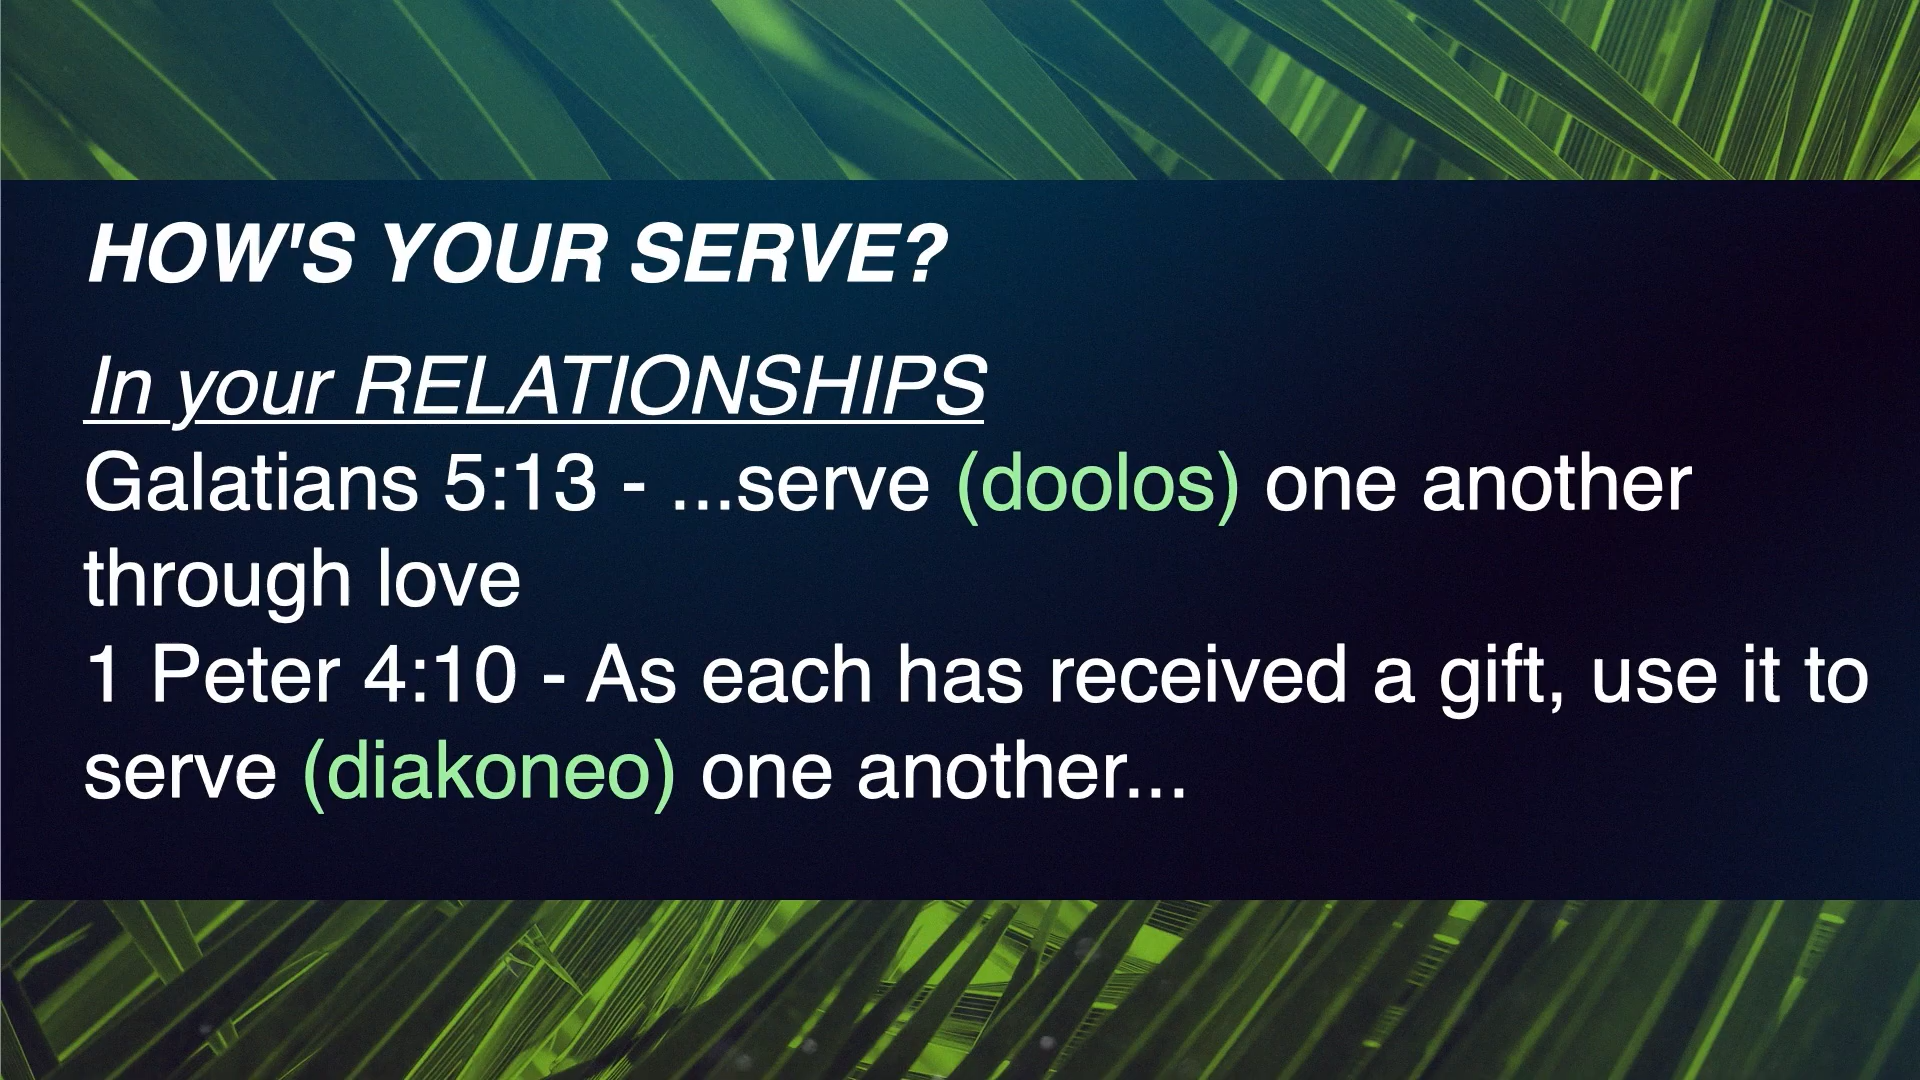 HOW'S YOUR SERVE?
In your RELATIONSHIPS
Galatians 5:13 - ...serve (doolos) one another
through love
1 Peter 4:10 - As each has received a gift, use it to
serve (diakoneo) one another...